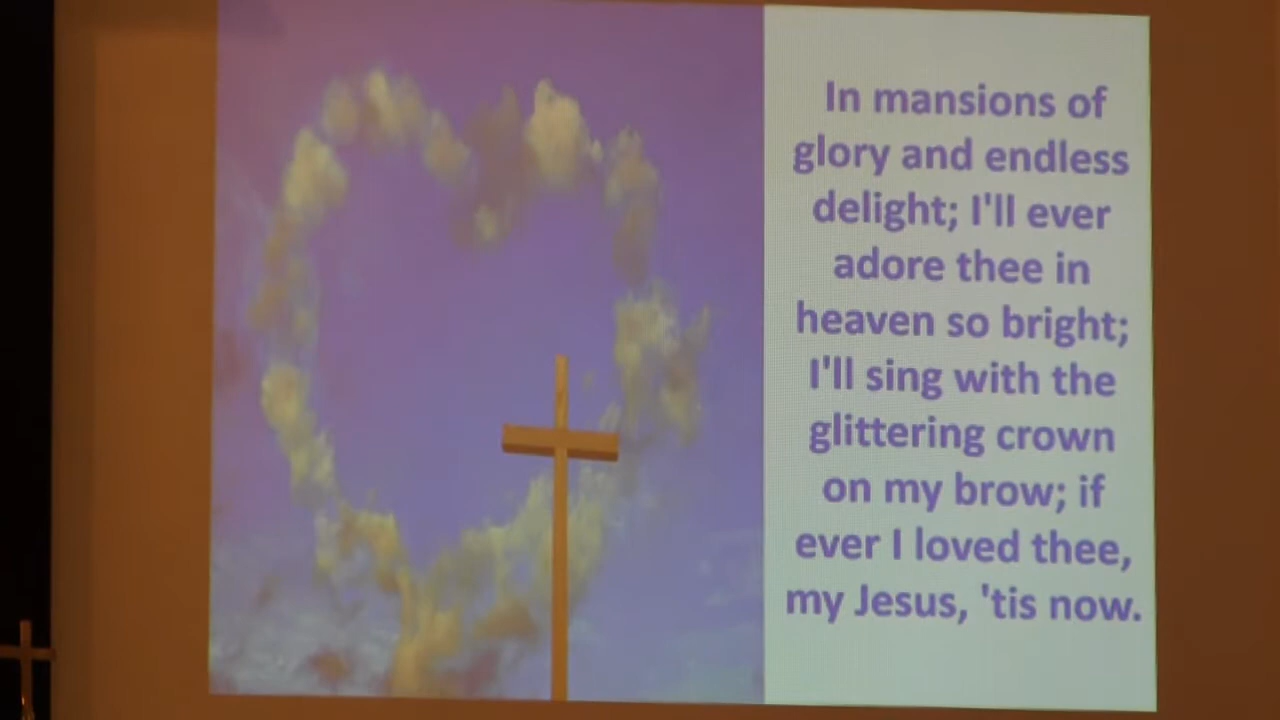 In mansions of
glory and endless
delight; I'll ever
adore thee in
heaven so bright;
I'll sing with the
glittering crown
on my brow; if
ever I loved thee,
my Jesus, 'tis now.